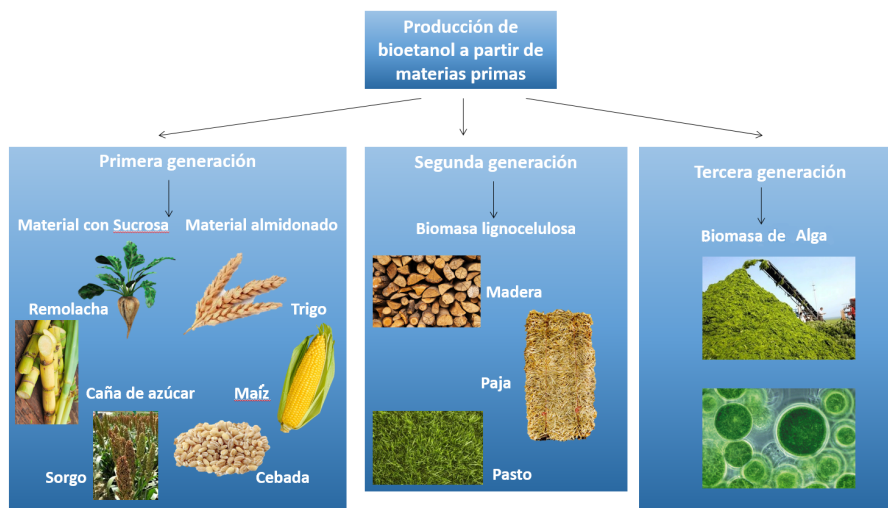 Producción de
bioetanol a partir de
materias primas
Primera generación
Material con Sucrosa
Material almidonado
Remolacha
Trigo
Caña de azúcar
Maíz
Sorgo
Cebada
Segunda generación
Biomasa lignocelulosa
Madera
Paja
Pasto
Tercera generación
Biomasa de Alga